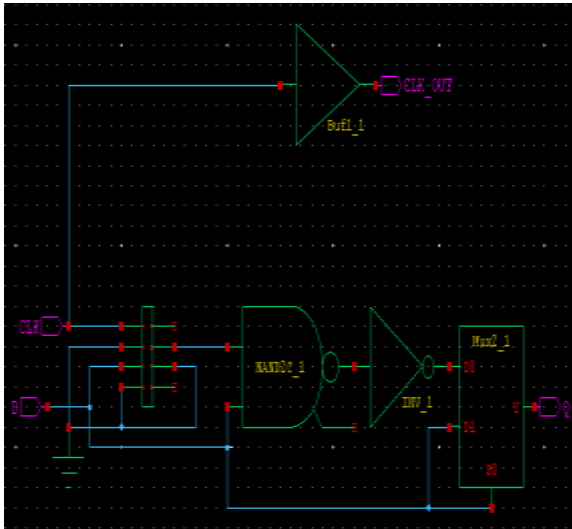 CLK_OUT
Buf1_1
CLK
Mux2_1
NAND2C_1
D0
INV_1
D
D1
Q
S0